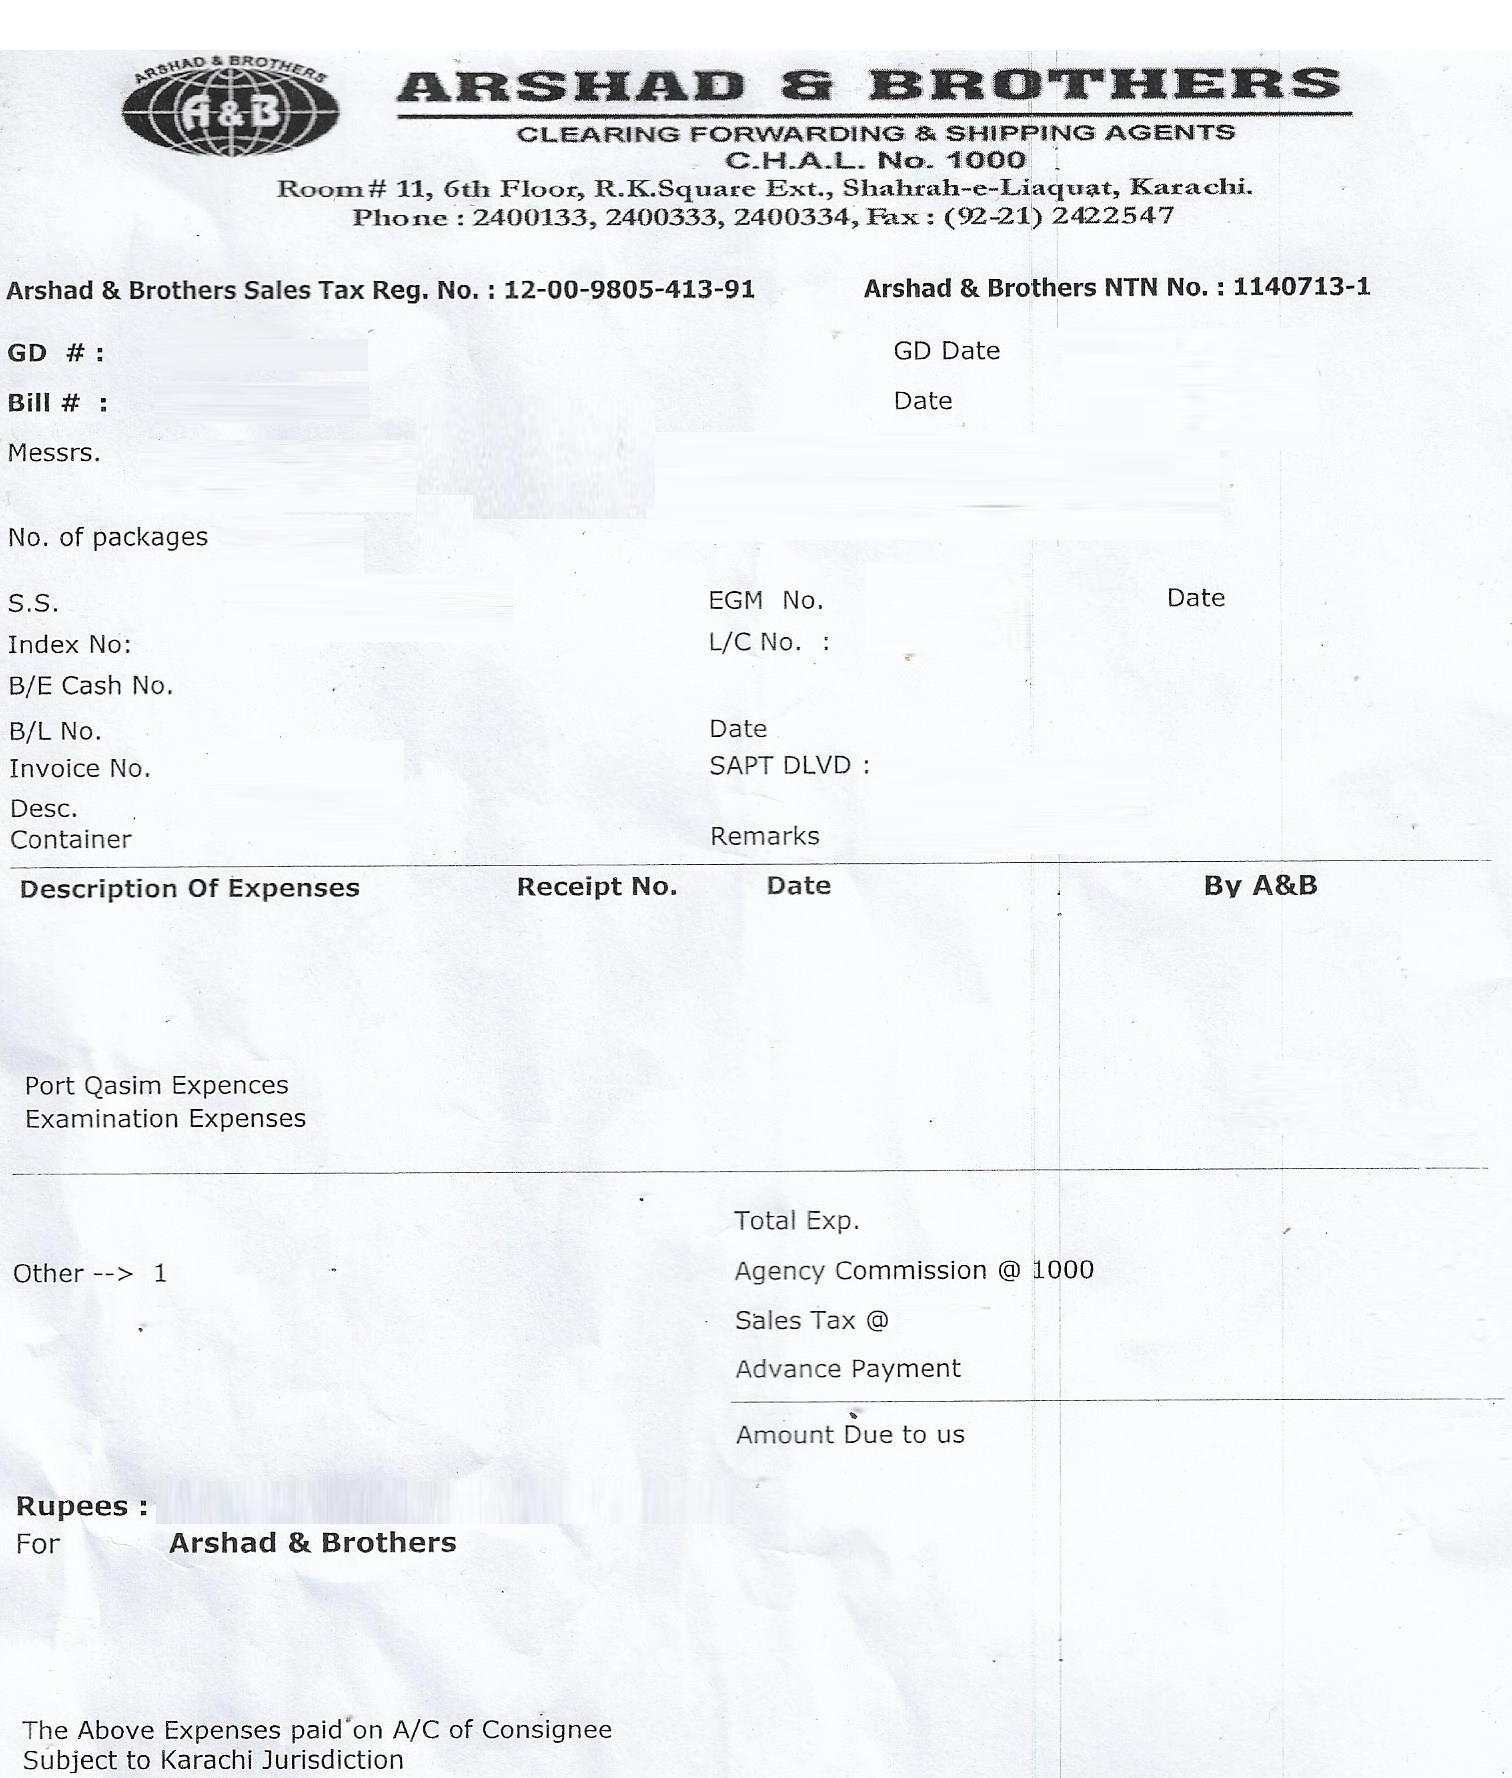 ARSHAD & BROTHERS
A & B
ARSHAD & BROTHERS
CLEARING FORWARDING & SHIPPING AGENTS
C.H.A.L. No. 1000
Room# 11, 6th Floor, R.K.Square Ext., Shahrah-e-Liaquat, Karachi.
Phone : 2400133, 2400333, 2400334, Fax : (92-21) 2422547
Arshad & Brothers Sales Tax Reg. No. : 12-00-9805-413-91 Arshad & Brothers NTN No. : 1140713-1
GD # : GD Date
Bill # : Date
Messrs.
No. of packages
S.S. EGM No. Date
Index No: L/C No. :
B/E Cash No.
B/L No. Date
Invoice No. SAPT DLVD :
Desc.
Container Remarks
Description Of Expenses Receipt No. Date By A&B
Port Qasim Expences
Examination Expenses
Total Exp.
Other --> 1 Agency Commission @ 1000
Sales Tax @
Advance Payment
Amount Due to us
Rupees :
For Arshad & Brothers
The Above Expenses paid on A/C of Consignee
Subject to Karachi Jurisdiction